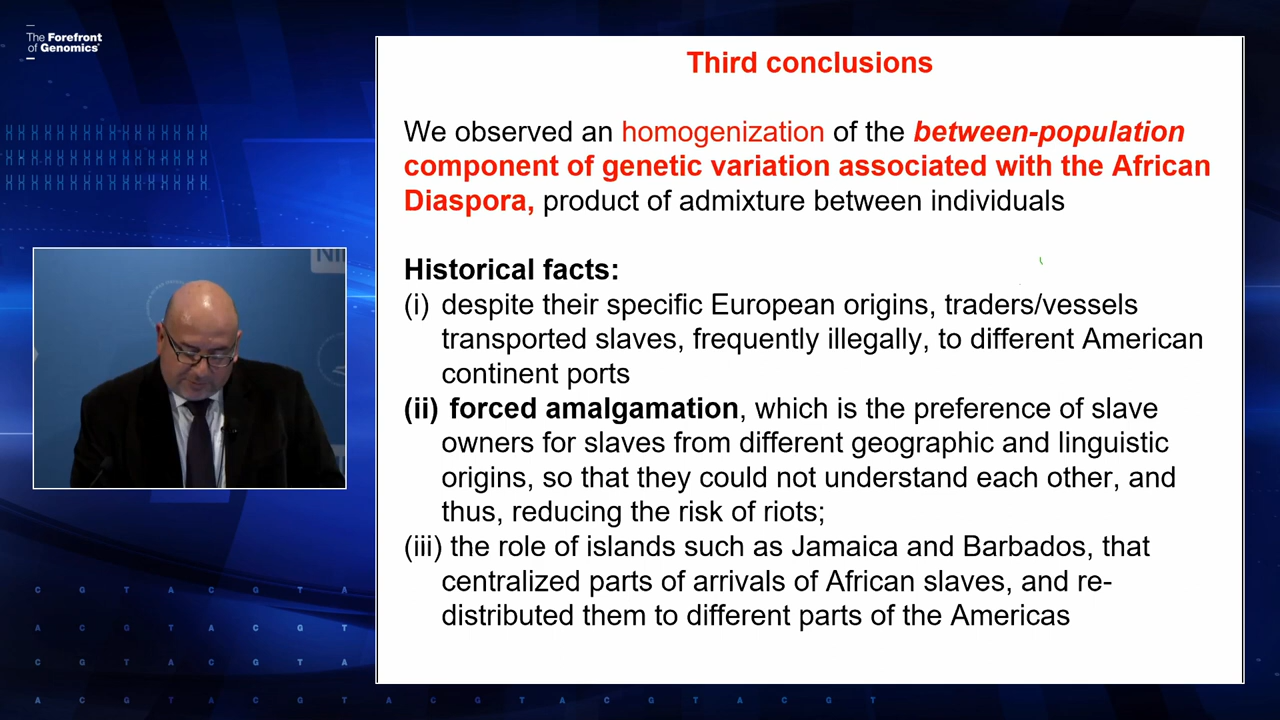 The Forefront
of Genomics
NI
Third conclusions
We observed an homogenization of the between-population
component of genetic variation associated with the African
Diaspora, product of admixture between individuals
Historical facts:
(i) despite their specific European origins, traders/vessels
transported slaves, frequently illegally, to different American
continent ports
(ii) forced amalgamation, which is the preference of slave
owners for slaves from different geographic and linguistic
origins, so that they could not understand each other, and
thus, reducing the risk of riots;
(iii) the role of islands such as Jamaica and Barbados, that
centralized parts of arrivals of African slaves, and re-
distributed them to different parts of the Americas
C G T A C G T A
A C G T A C G T
C G T A C G T A
A C G T A C G T A C G T A C G T A C G T